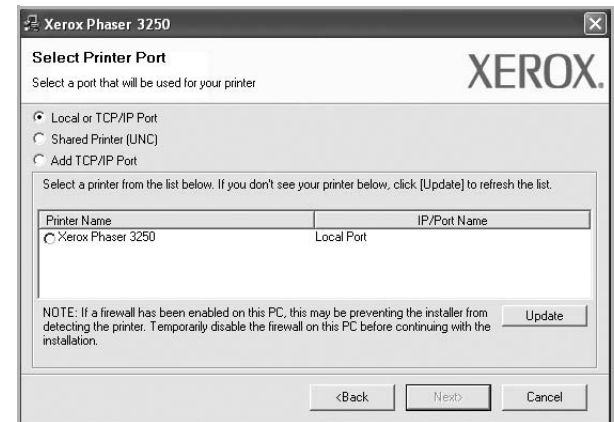 Xerox Phaser 3250
Select Printer Port
Select a port that will be used for your printer
XEROX.
Local or TCP/IP Port
Shared Printer (UNC)
Add TCP/IP Port
Select a printer from the list below. If you don't see your printer below, click [Update] to refresh the list.
Printer Name IP/Port Name
Xerox Phaser 3250 Local Port
NOTE: If a firewall has been enabled on this PC, this may be preventing the installer from
detecting the printer. Temporarily disable the firewall on this PC before continuing with the
installation.
Update
<Back Next> Cancel